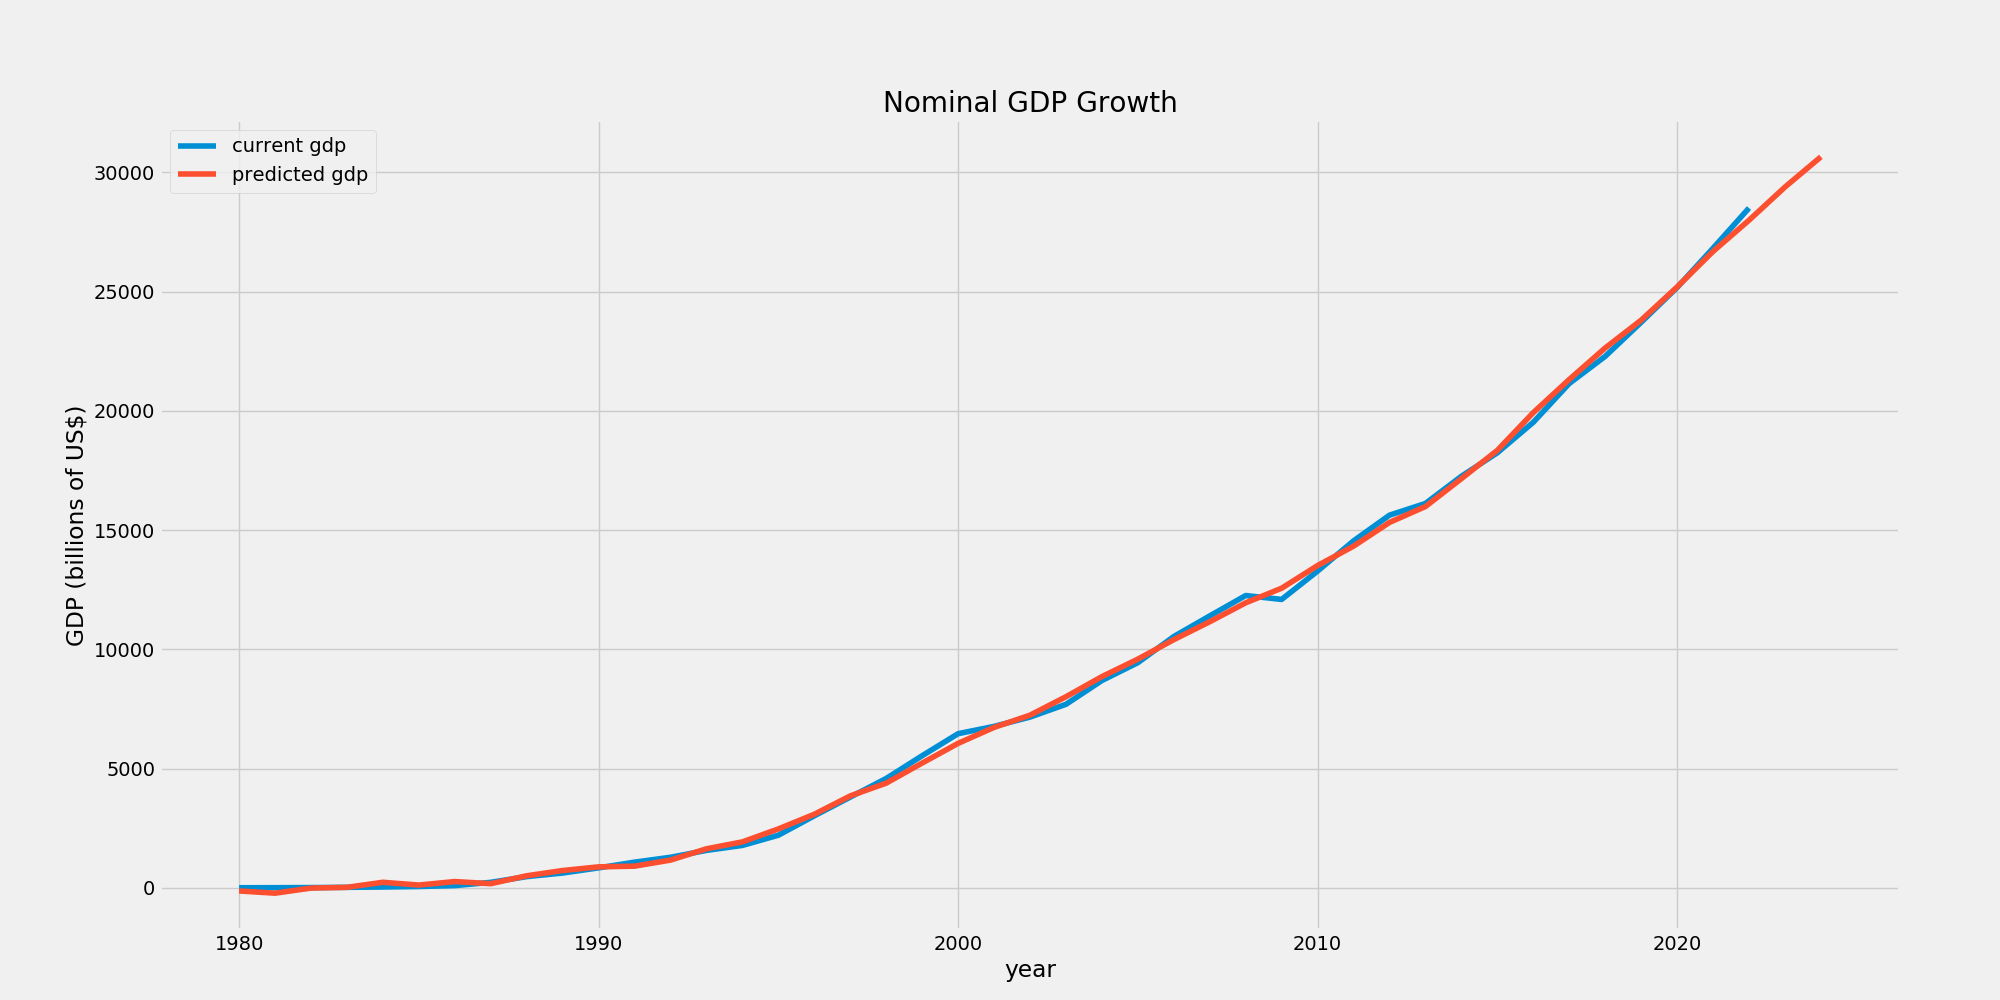 Nominal GDP Growth
current gdp
predicted gdp
GDP (billions of US$)
30000
25000
20000
15000
10000
5000
0
1980 1990 2000 2010 2020
year